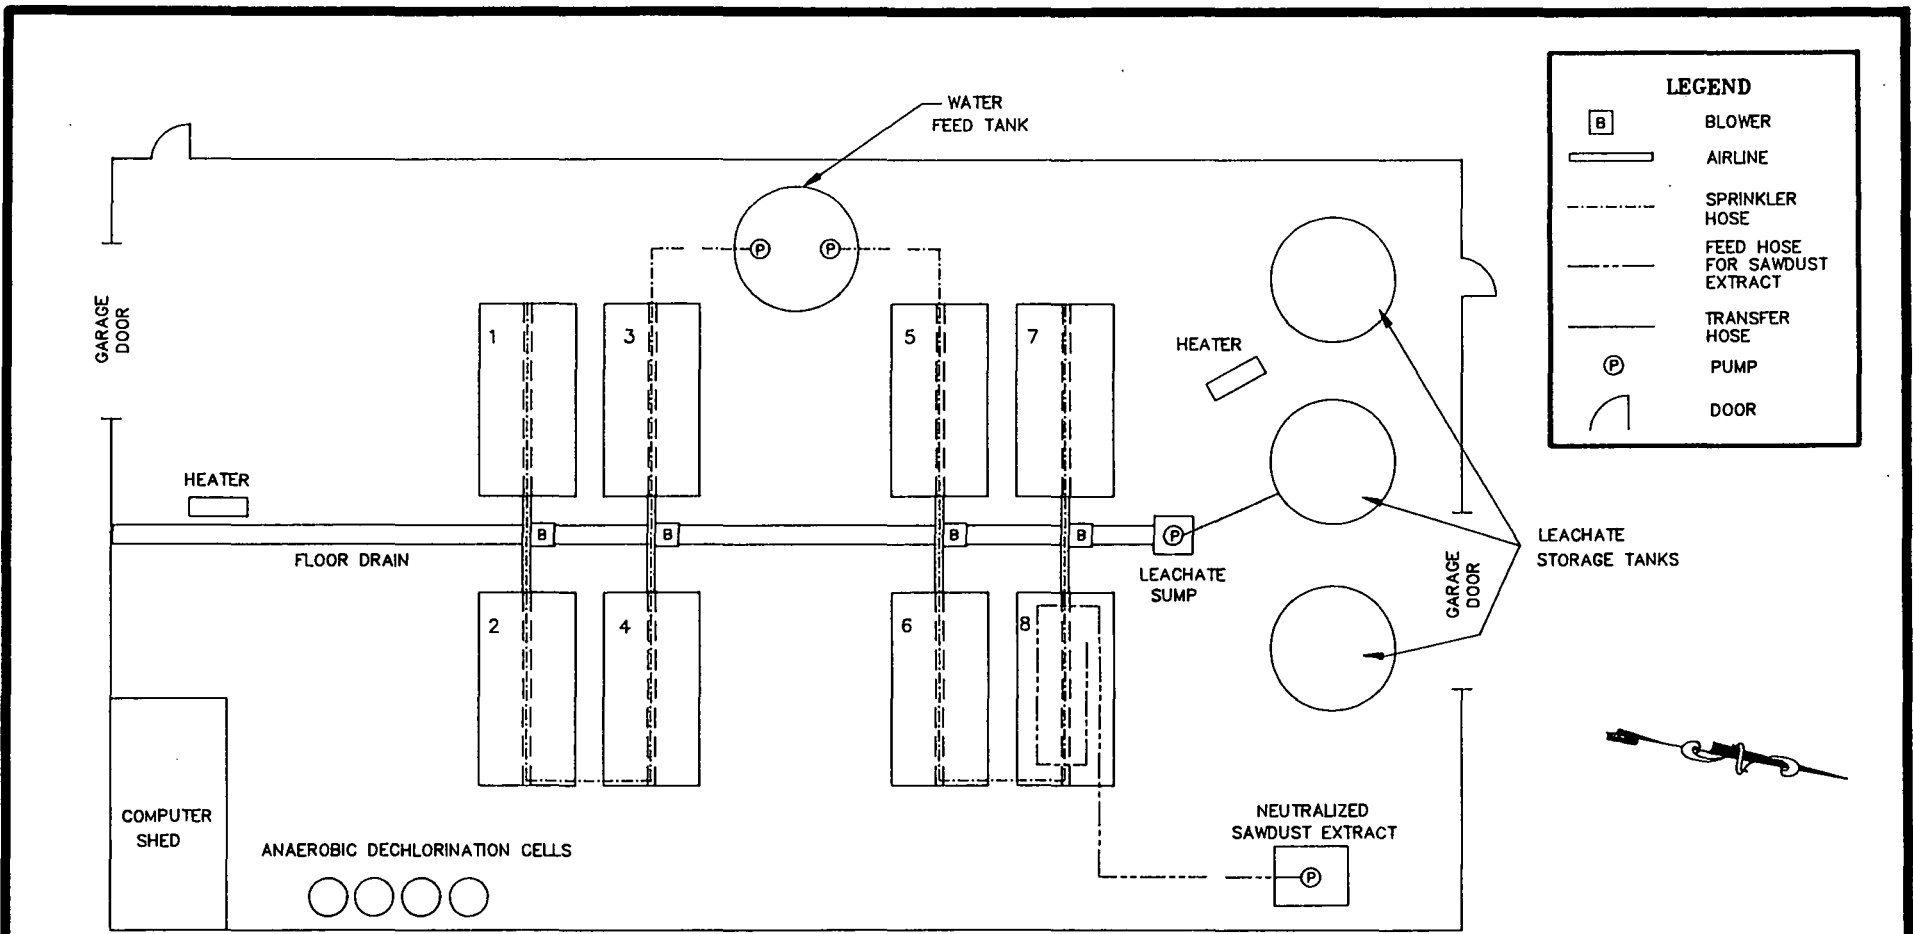 LEGEND
B BLOWER
AIRLINE
SPRINKLER
HOSE
FEED HOSE
FOR SAWDUST
EXTRACT
TRANSFER
HOSE
P PUMP
DOOR
WATER
FEED TANK
P P
GARAGE
DOOR
1 3 5 7
HEATER
HEATER
B B B B P
FLOOR DRAIN
LEACHATE
SUMP
LEACHATE
STORAGE TANKS
GARAGE
DOOR
2 4 6 8
COMPUTER
SHED
ANAEROBIC DECHLORINATION CELLS
NEUTRALIZED
SAWDUST EXTRACT
P